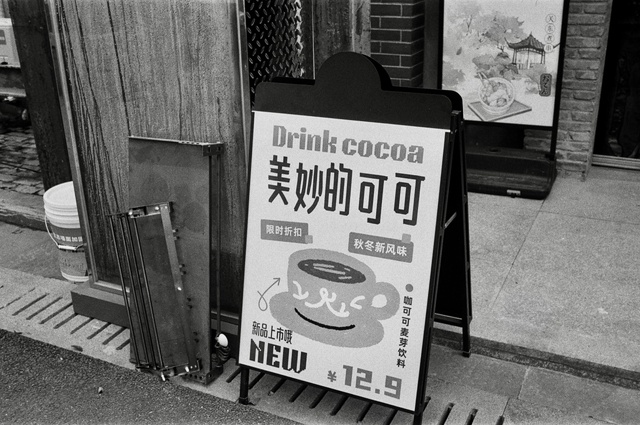 Drink cocoa
美妙的可可
限时折扣
秋冬新风味
咖可可麦芽饮料
新品上市哦
NEW
¥12.9